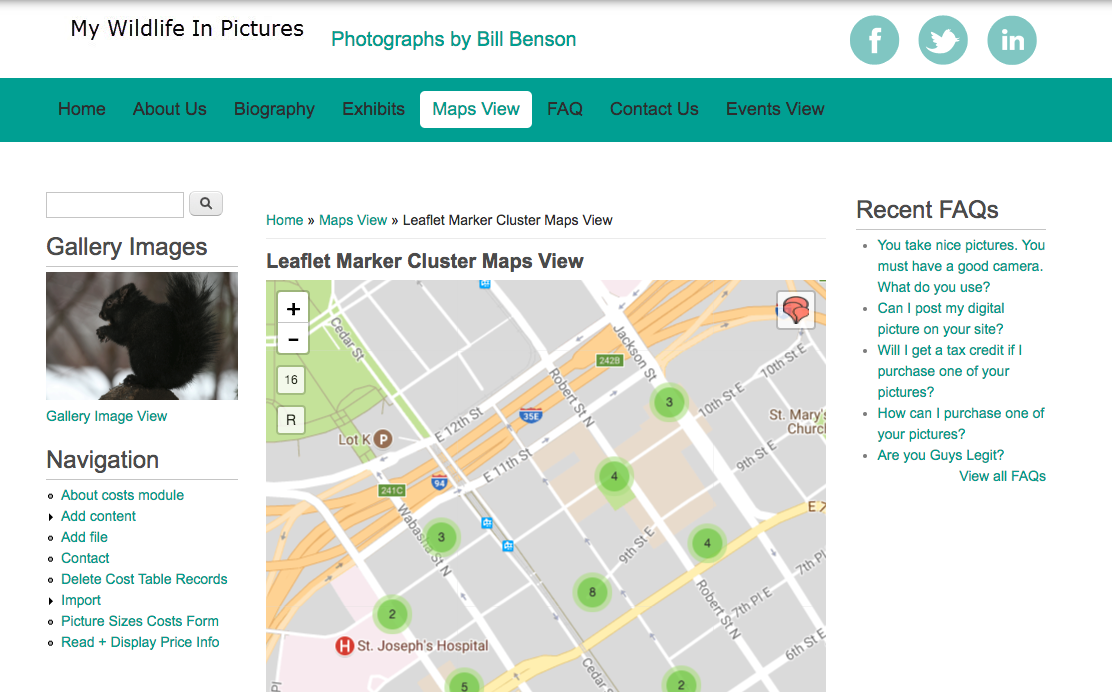 My Wildlife In Pictures
Photographs by Bill Benson
Home
About Us
Biography
Exhibits
Maps View
FAQ
Contact Us
Events View
Gallery Images
Gallery Image View
Navigation
About costs module
Add content
Add file
Contact
Delete Cost Table Records
Import
Picture Sizes Costs Form
Read + Display Price Info
Home » Maps View » Leaflet Marker Cluster Maps View
Leaflet Marker Cluster Maps View
+
−
16
R
Cedar St
Jackson St
242B
10th St E
Robert St N
3
10th St E
35E
St. Mary's
Church
E 12th St
Lot K P
9th St E
E 11th St
4
94
241C
E 7
Wabasha St N
3
4
9th St E
7th Pl
8
Robert St N
7th Pl E
2
H St. Joseph's Hospital
6th St E
Cedar
Pl
5
2
Recent FAQs
You take nice pictures. You
must have a good camera.
What do you use?
Can I post my digital
picture on your site?
Will I get a tax credit if I
purchase one of your
pictures?
How can I purchase one of
your pictures?
Are you Guys Legit?
View all FAQs